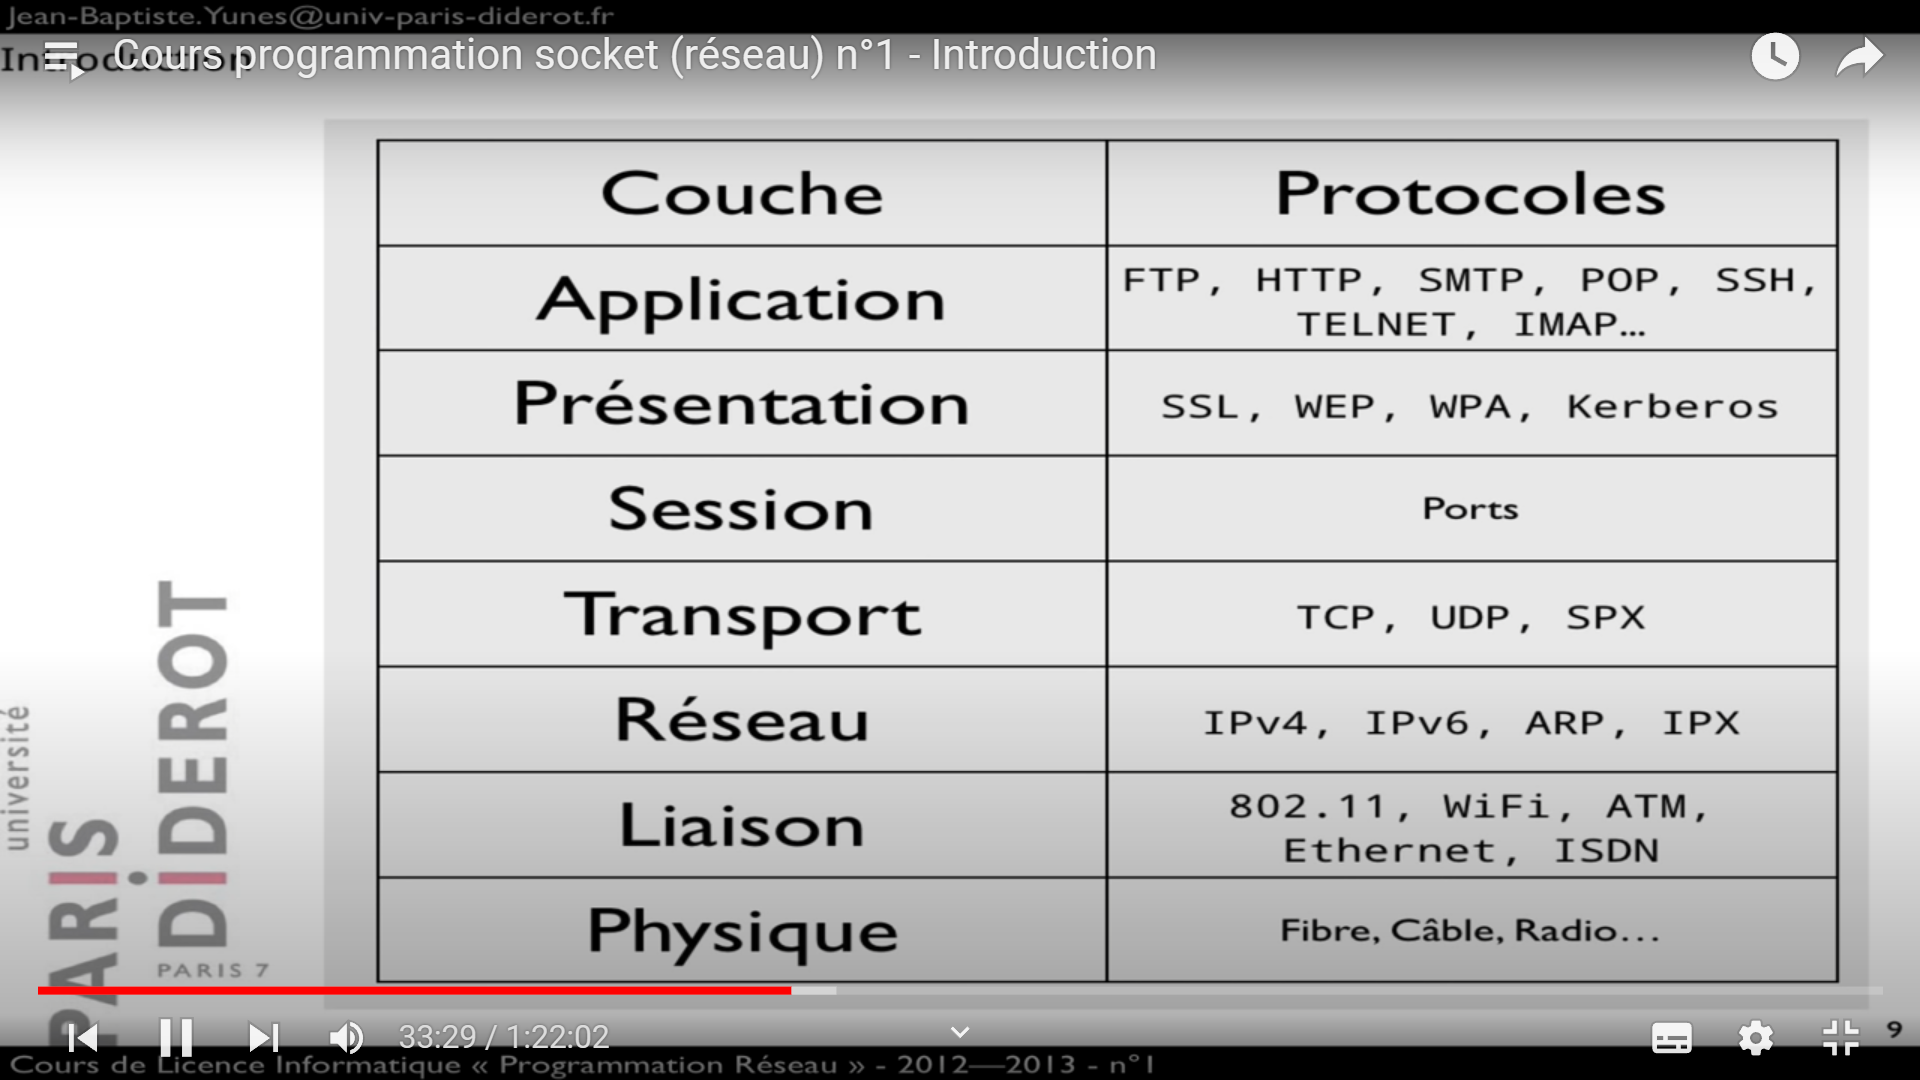 Jean-Baptiste.Yunes@univ-paris-diderot.fr
Introduction
Cours programmation socket (réseau) n°1 - Introduction
Couche
Protocoles
Application
FTP, HTTP, SMTP, POP, SSH,
TELNET, IMAP…
Présentation
SSL, WEP, WPA, Kerberos
Session
Ports
Transport
TCP, UDP, SPX
Réseau
IPv4, IPv6, ARP, IPX
Liaison
802.11, WiFi, ATM,
Ethernet, ISDN
Physique
Fibre, Câble, Radio…
université
PARIS
DiDEROT
PARIS 7
33:29 / 1:22:02
9
Cours de Licence Informatique « Programmation Réseau » - 2012—2013 - n°1